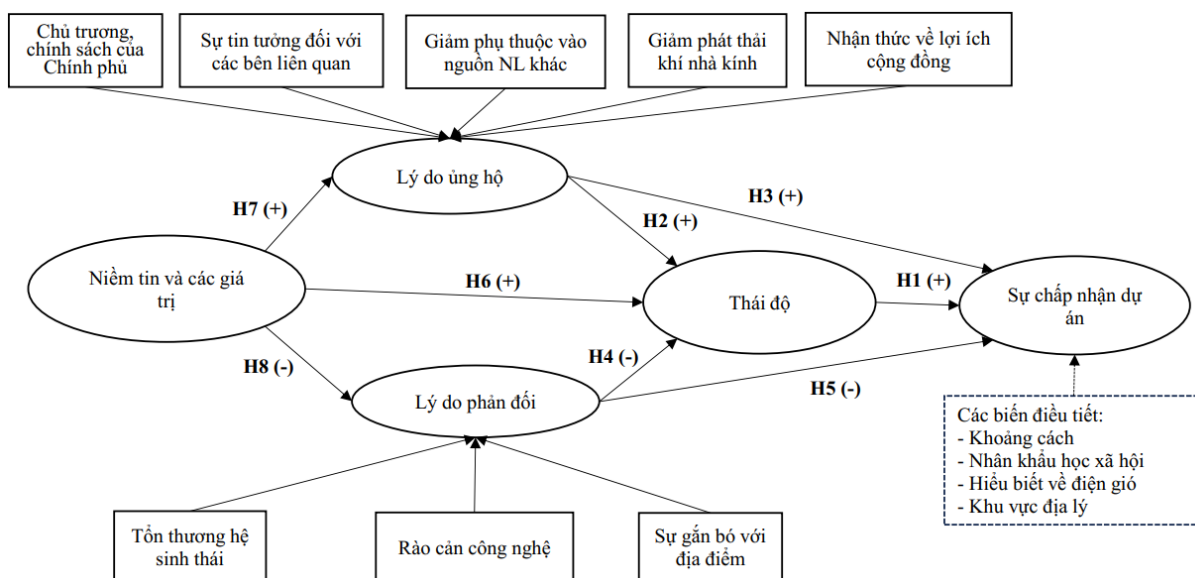 Chủ trương,
chính sách của
Chính phủ
Sự tin tưởng đối với
các bên liên quan
Giảm phụ thuộc vào
nguồn NL khác
Giảm phát thải
khí nhà kính
Nhận thức về lợi ích
cộng đồng
Lý do ủng hộ
H7 (+)
H3 (+)
H2 (+)
Niềm tin và các giá
trị
H6 (+)
Thái độ
H1 (+)
Sự chấp nhận dự
án
H8 (-)
H4 (-)
H5 (-)
Lý do phản đối
Các biến điều tiết:
- Khoảng cách
- Nhân khẩu học xã hội
- Hiểu biết về điện gió
- Khu vực địa lý
Tổn thương hệ
sinh thái
Rào cản công nghệ
Sự gắn bó với
địa điểm